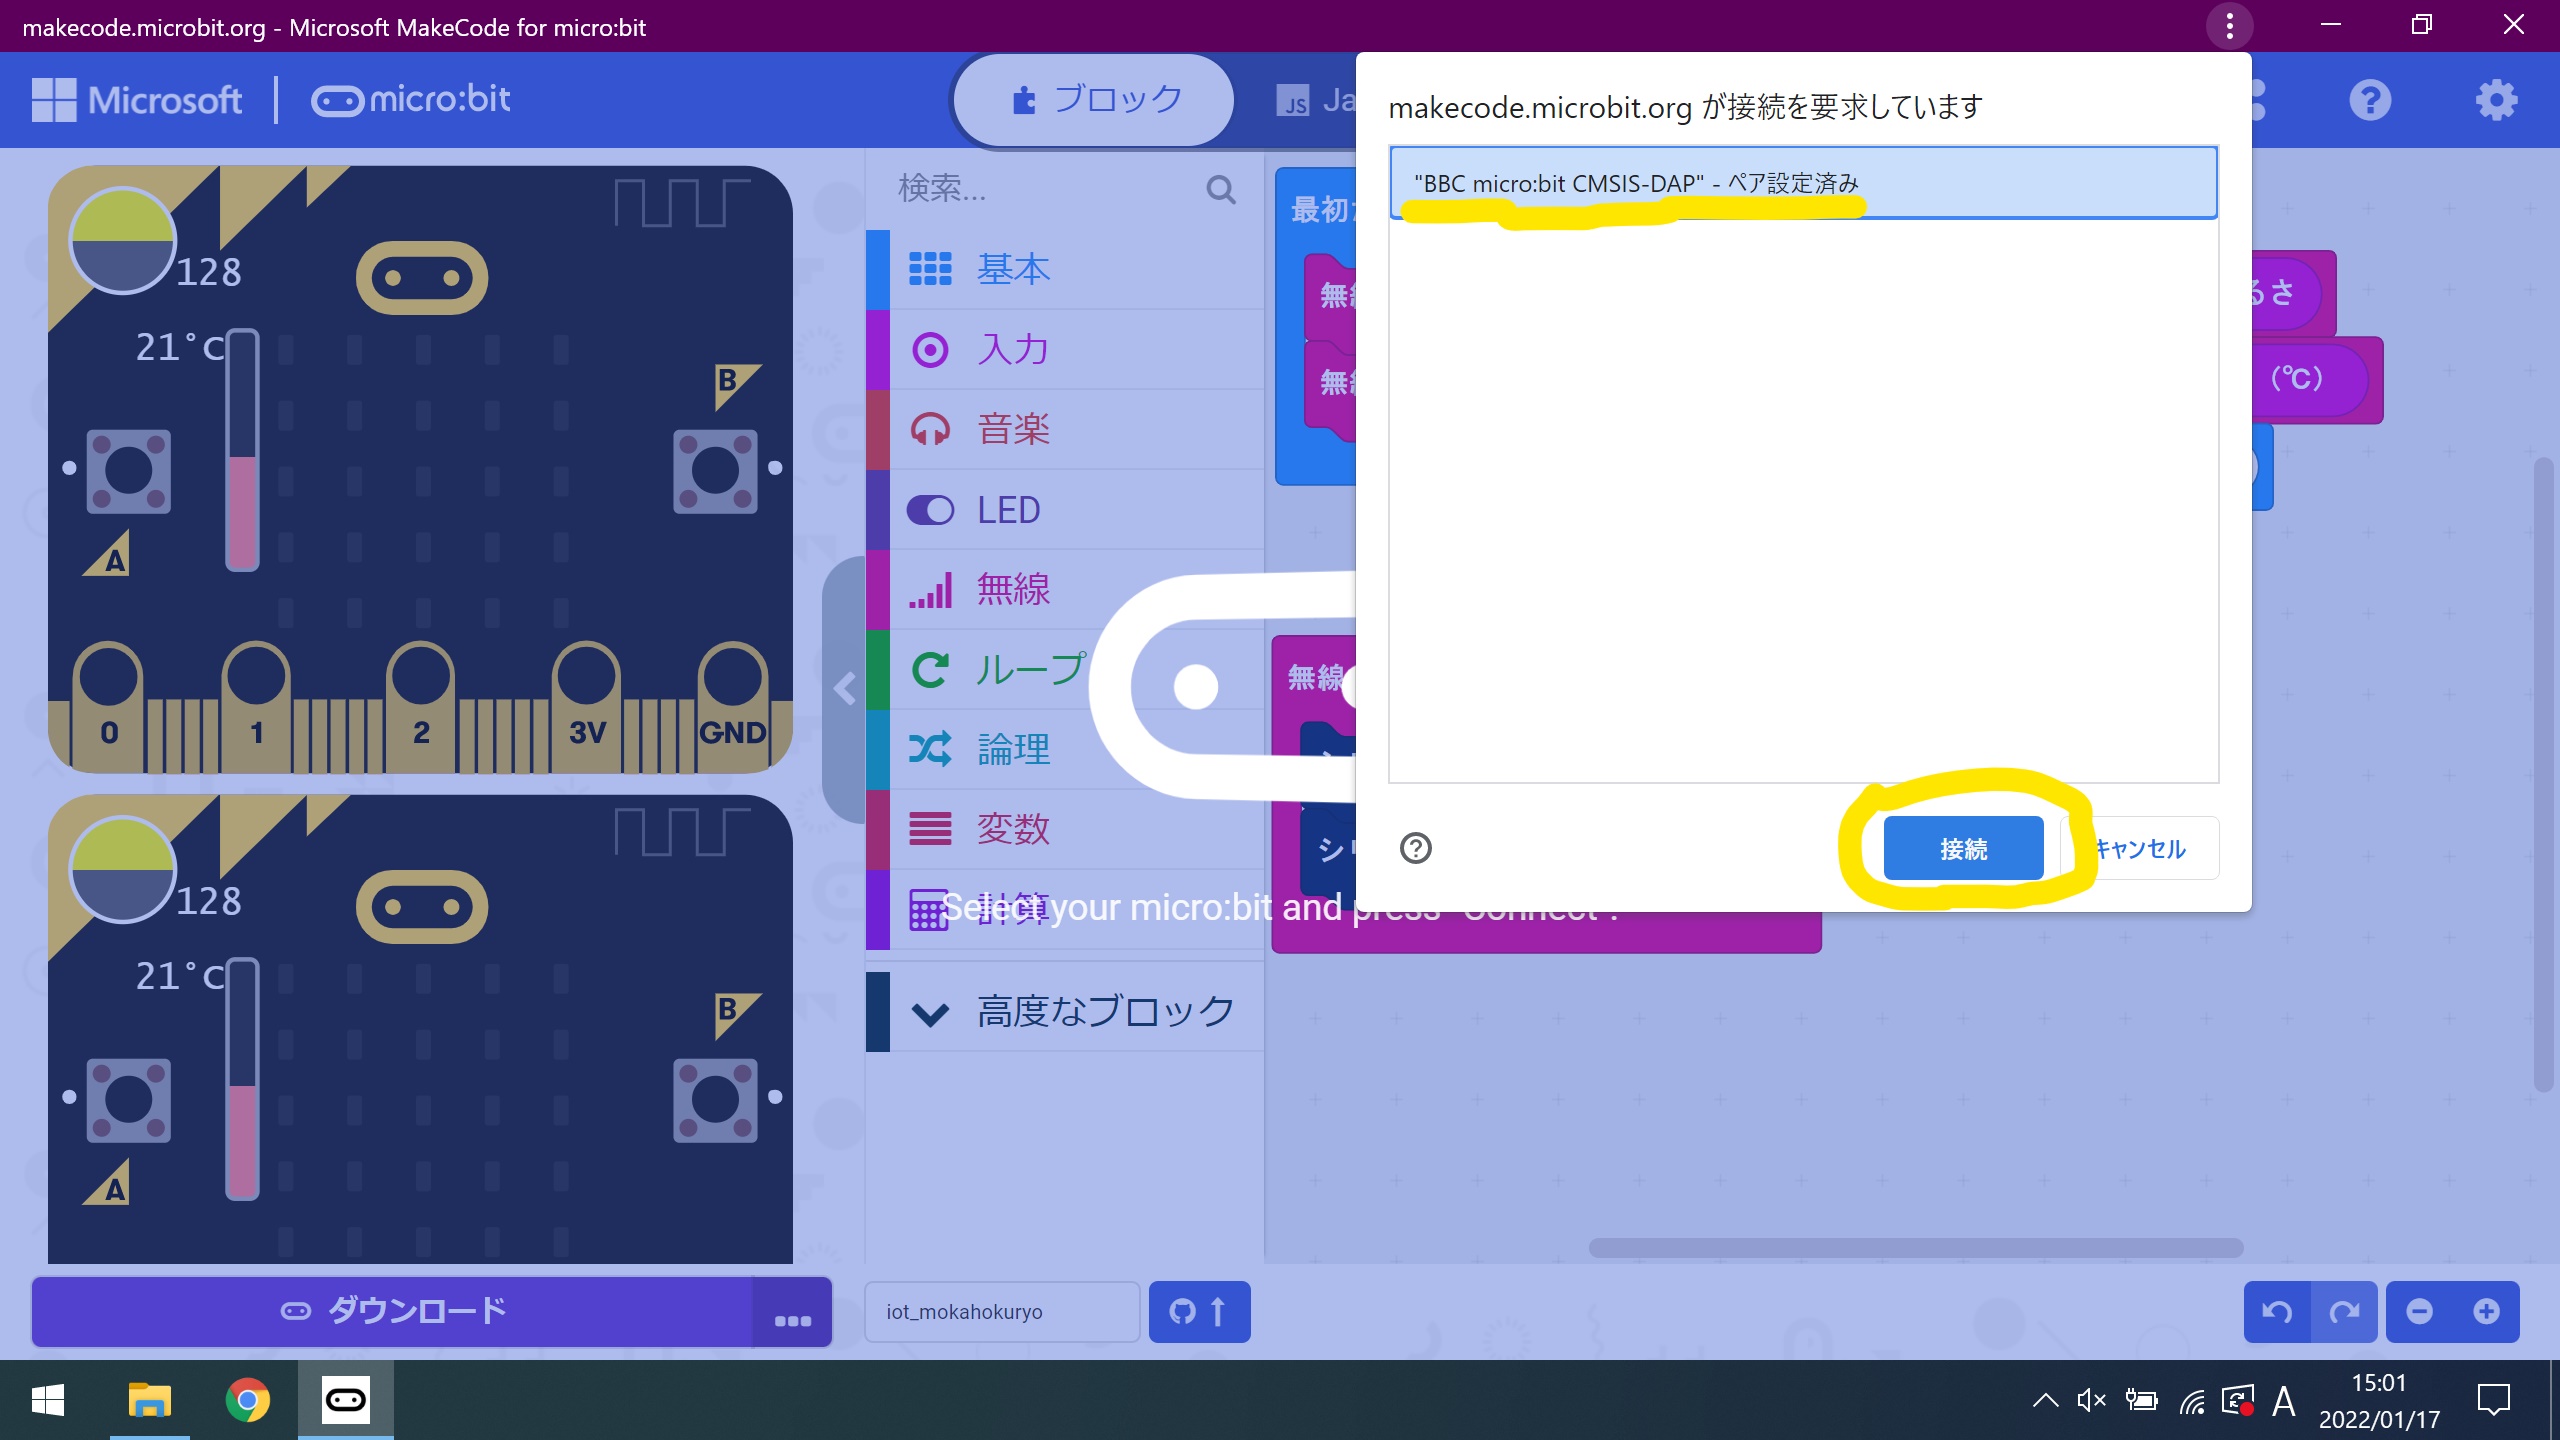 makecode.microbit.org - Microsoft MakeCode for micro:bit
Microsoft
micro:bit
ブロック
JS Ja
makecode.microbit.org が接続を要求しています
"BBC micro:bit CMSIS-DAP" - ペア設定済み
接続
キャンセル
128
21°C
B
A
0
1
2
3V
GND
128
21°C
B
A
検索...
基本
入力
音楽
LED
無線
ループ
論理
変数
計算
高度なブロック
最初
無
無
るさ
(℃)
無線
シ
Select your micro:bit and press "Connect".
ダウンロード
...
iot_mokahokuryo
A
15:01
2022/01/17